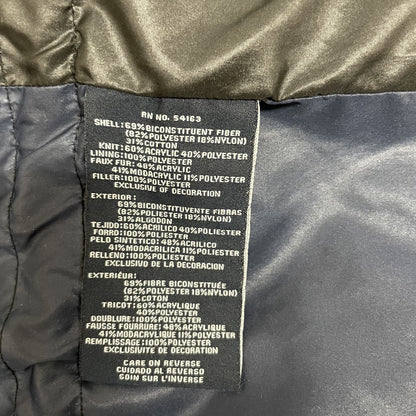 RN NO. 54163
SHELL:69%BICONSTITUENT FIBER
(82%POLYESTER 18%NYLON)
31%COTTON
KNIT:60%ACRYLIC 40%POLYESTER
LINING:100%POLYESTER
FAUX FUR:48%ACRYLIC
41%MODACRYLIC 11%POLYESTER
FILLER:100%POLYESTER
EXCLUSIVE OF DECORATION
EXTERIOR:
69%BICONSTITUYENTE FIBRAS
(82%POLIESTER 18%NYLON)
31%ALGODON
TEJIDO:60%ACRILICO 40%POLIESTER
FORRO:100%POLIESTER
PELO SINTETICO:48%ACRILICO
41%MODACRILICA 11%POLIESTER
RELLENO:100%POLIESTER
EXCLUSIVO DE LA DECORACION
EXTÉRIEUR:
69%FIBRE BICONSTITUÉE
(82%POLYESTER 18%NYLON)
31%COTON
TRICOT:60%ACRYLIQUE
40%POLYESTER
DOUBLURE:100%POLYESTER
FAUSSE FOURRURE:48%ACRYLIQUE
41%MODACRYLIQUE 11%POLYESTER
REMPLISSAGE:100%POLYESTER
EXCLUSIVITE DE DÉCORATION
CARE ON REVERSE
CUIDADO AL REVERSO
SOIN SUR L'INVERSE